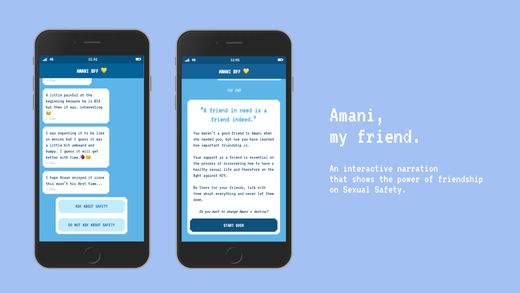 4G 11:01
AMANI BFF 💛
A little painful at the
beginning because he is BIG
but then it was. interesting
😏
I was expecting it to be like
in movies but I guess it was
a little bit awkward and
bumpy. I guess it will get
better with time.
I hope
enjoyed it since
this wasn't his first time...
ASK ABOUT SAFETY
DO NOT ASK ABOUT SAFETY
4G 11:01
AMANI BFF 💛
THE END
"A friend in need is a
friend indeed."
You weren't a good friend to Amani when
she needed you, but now you have learned
how important friendship is.
Your support as a friend is essential on
the process of discovering how to have a
healthy sexual life and therefore on the
fight against HIV.
Be there for your friends, talk with
them about everything and never let them
down.
Do you want to change Amani's destiny?
START OVER
Amani,
my friend.
An interactive narration
that shows the power of friendship
on Sexual Safety.